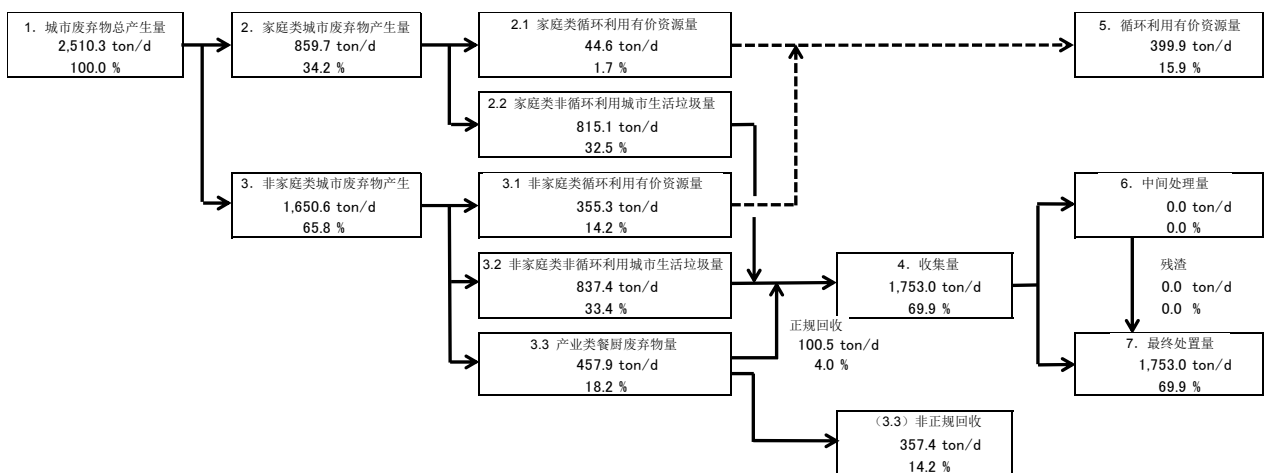 1. 城市废弃物总产生量
2,510.3 ton/d
100.0 %
2. 家庭类城市废弃物产生量
859.7 ton/d
34.2 %
2.1 家庭类循环利用有价资源量
44.6 ton/d
1.7 %
5. 循环利用有价资源量
399.9 ton/d
15.9 %
2.2 家庭类非循环利用城市生活垃圾量
815.1 ton/d
32.5 %
3. 非家庭类城市废弃物产生
1,650.6 ton/d
65.8 %
3.1 非家庭类循环利用有价资源量
355.3 ton/d
14.2 %
6. 中间处理量
0.0 ton/d
0.0 %
3.2 非家庭类非循环利用城市生活垃圾量
837.4 ton/d
33.4 %
4. 收集量
1,753.0 ton/d
69.9 %
残渣
0.0 ton/d
0.0 %
3.3 产业类餐厨废弃物量
457.9 ton/d
18.2 %
正规回收
100.5 ton/d
4.0 %
7. 最终处置量
1,753.0 ton/d
69.9 %
（3.3）非正规回收
357.4 ton/d
14.2 %